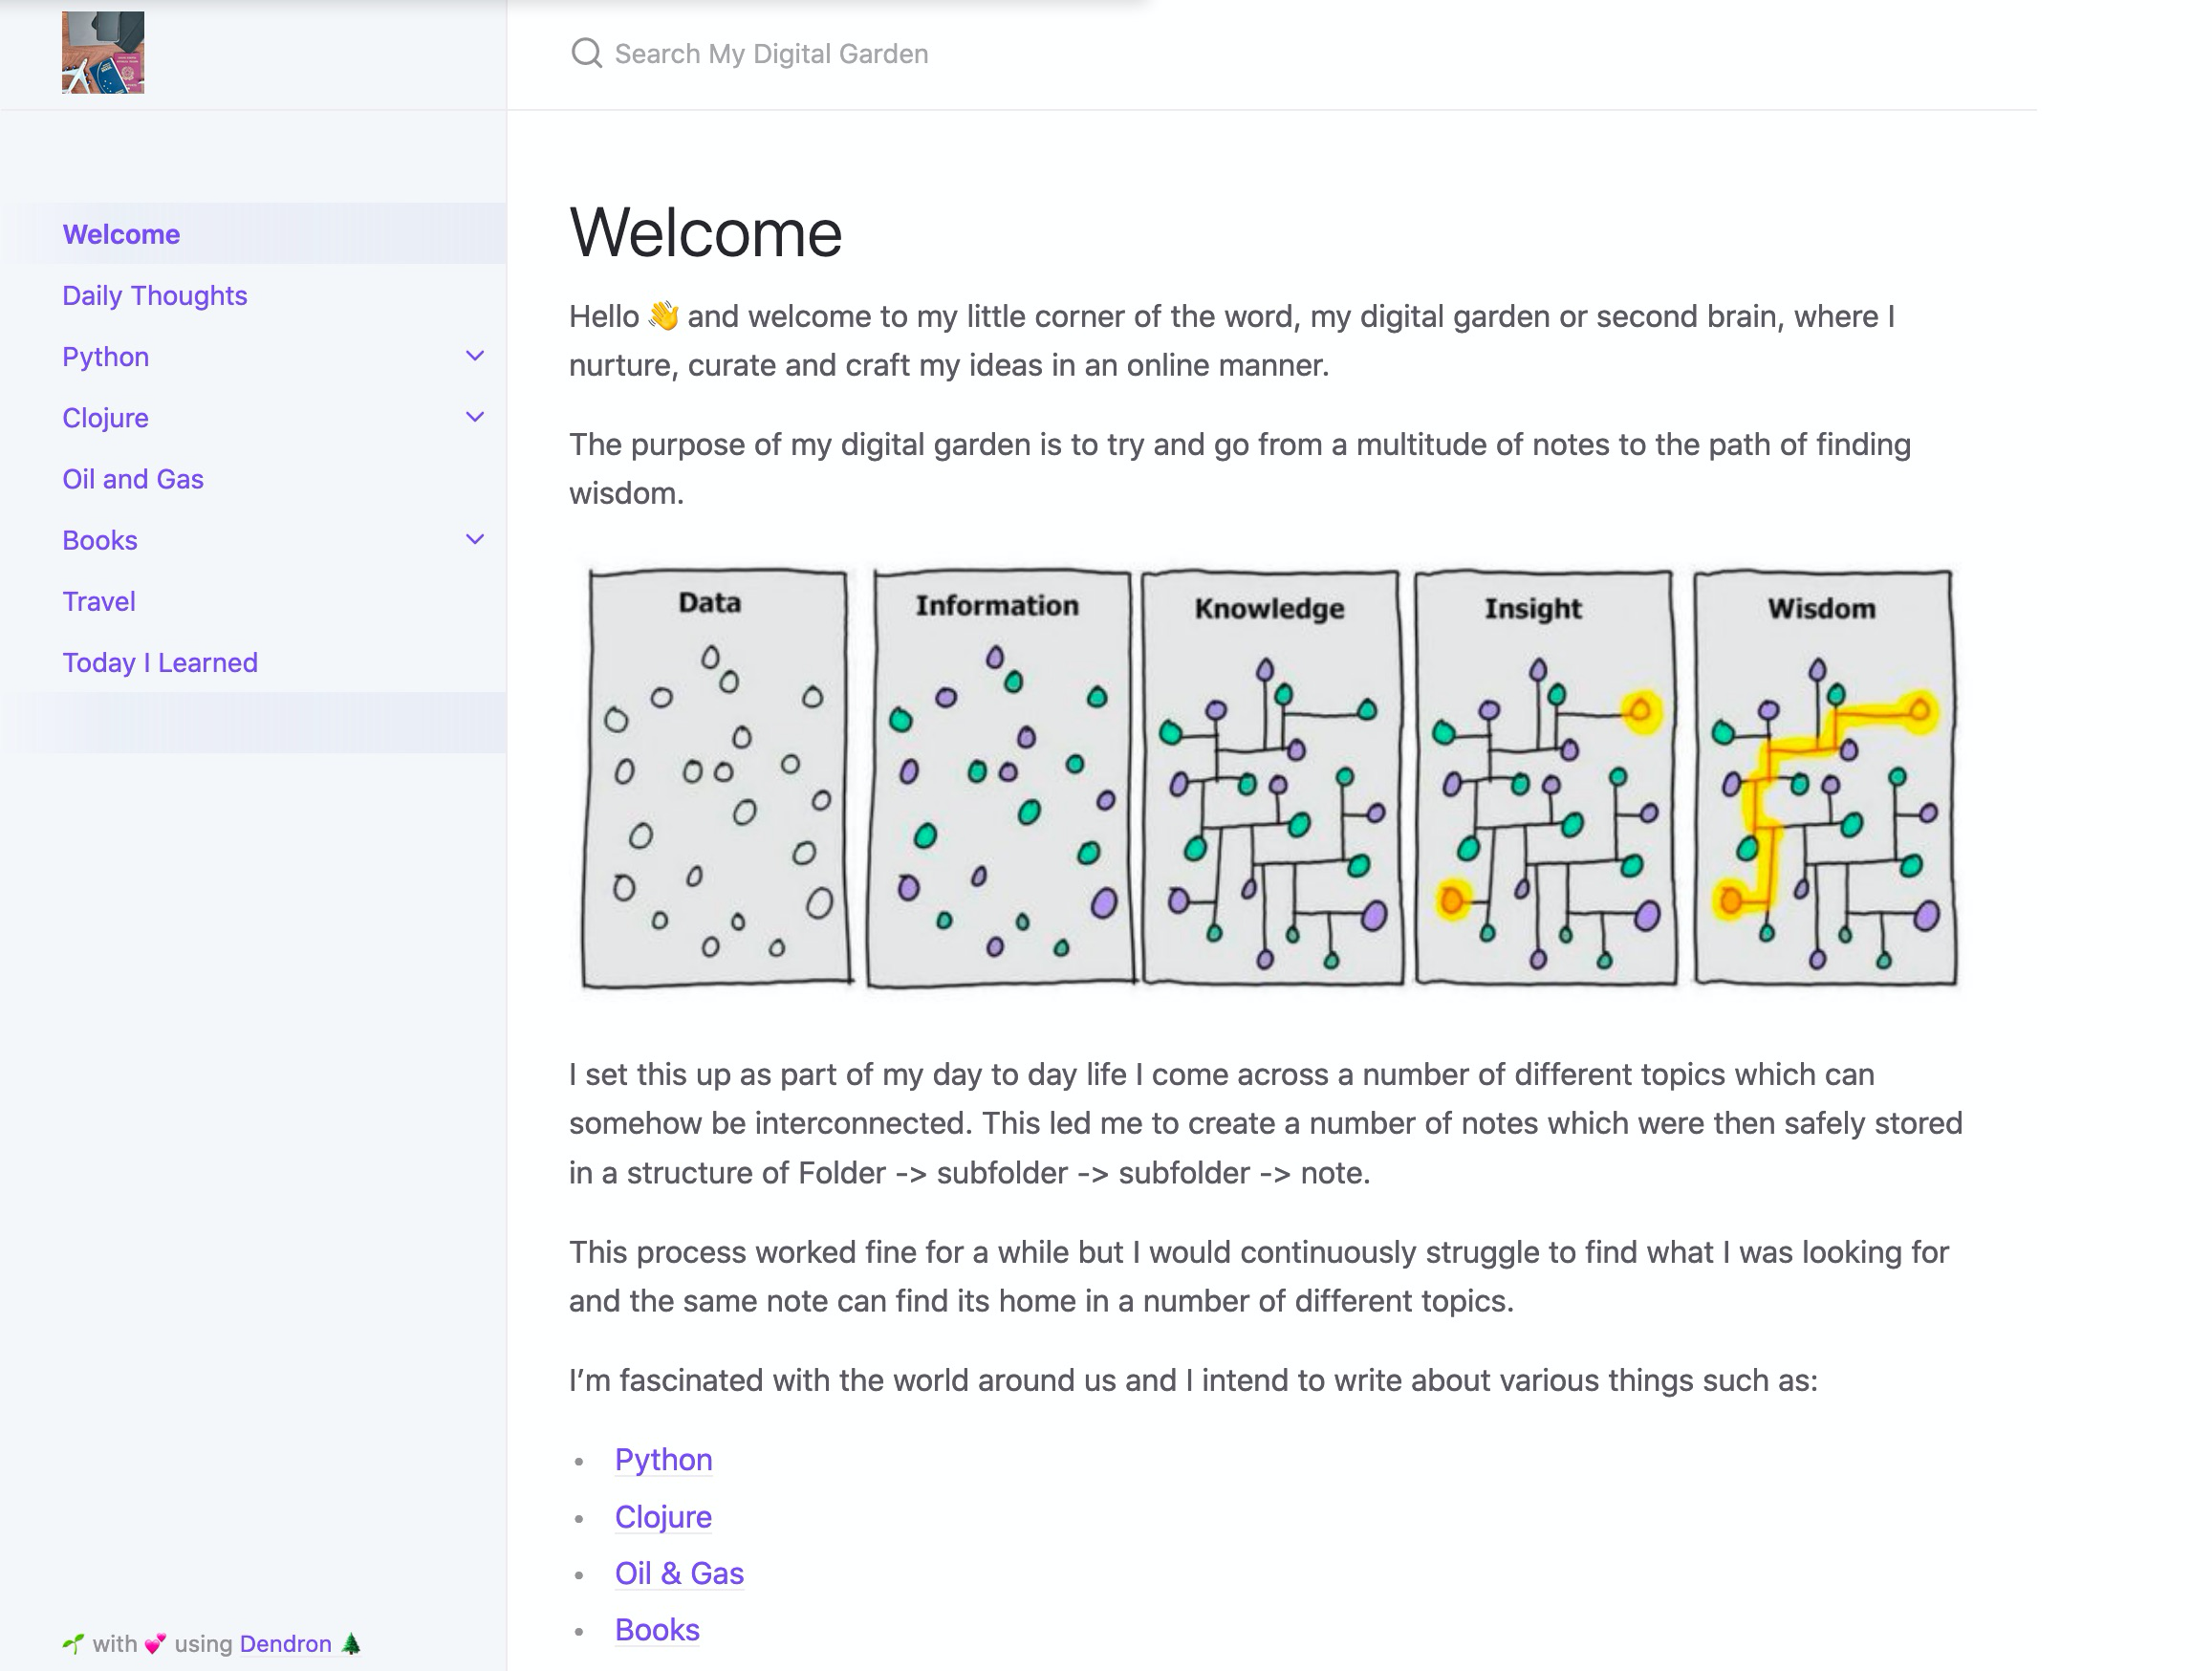 Search My Digital Garden
Welcome
Daily Thoughts
Python
Clojure
Oil and Gas
Books
Travel
Today I Learned
🌱 with 💕 using Dendron 🌲
Welcome
Hello 👋 and welcome to my little corner of the word, my digital garden or second brain, where I
nurture, curate and craft my ideas in an online manner.
The purpose of my digital garden is to try and go from a multitude of notes to the path of finding
wisdom.
Data
Information
Knowledge
Insight
Wisdom
I set this up as part of my day to day life I come across a number of different topics which can
somehow be interconnected. This led me to create a number of notes which were then safely stored
in a structure of Folder -> subfolder -> subfolder -> note.
This process worked fine for a while but I would continuously struggle to find what I was looking for
and the same note can find its home in a number of different topics.
I’m fascinated with the world around us and I intend to write about various things such as:
• Python
• Clojure
• Oil & Gas
• Books